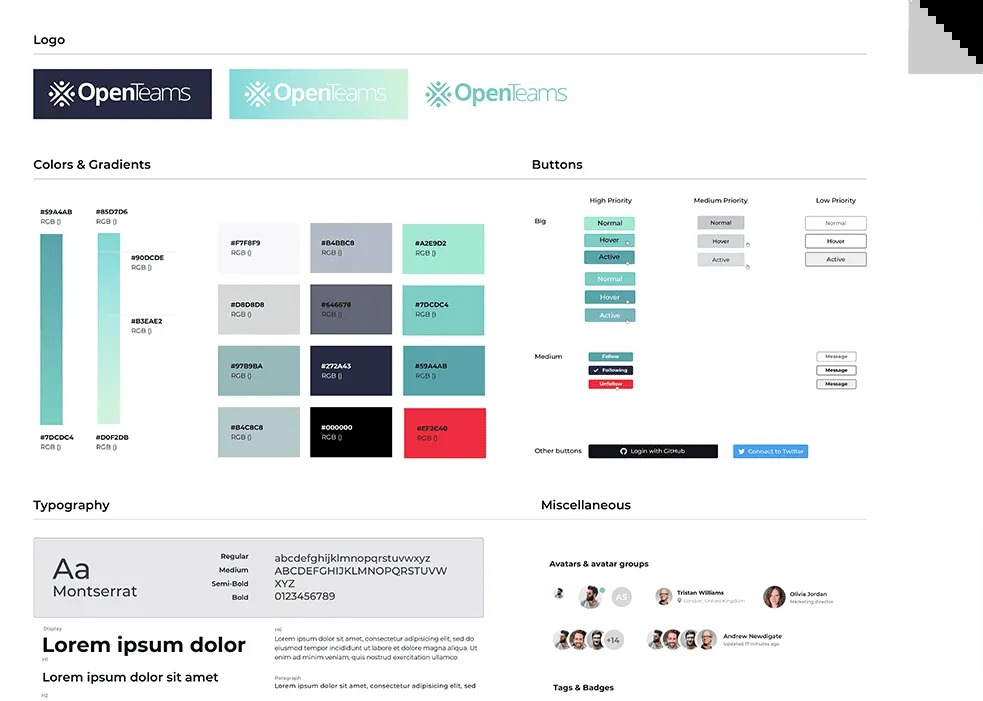 Logo
OpenTeams
OpenTeams
OpenTeams
Colors & Gradients
#59A4AB
RGB ()
#85D7D6
RGB ()
#90DCDE
RGB ()
#B3EAE2
RGB ()
#7DCDC4
RGB ()
#D0F2DB
RGB ()
#F7F8F9
RGB ()
#B4BBC8
RGB ()
#A2E9D2
RGB ()
#D8D8D8
RGB ()
#646678
RGB ()
#7DCDC4
RGB ()
#97B9BA
RGB ()
#272A43
RGB ()
#59A4AB
RGB ()
#B4C8C8
RGB ()
#000000
RGB ()
#EF2C40
RGB ()
Buttons
High Priority
Medium Priority
Low Priority
Big
Normal
Normal
Normal
Hover
Hover
Hover
Active
Active
Active
Normal
Hover
Active
Medium
Follow
Message
Following
Message
Unfollow
Message
Other buttons
Login with GitHub
Connect to Twitter
Typography
Aa
Montserrat
Regular
Medium
Semi-Bold
Bold
abcdefghijklmnopqrstuvwxyz
ABCDEFGHIJKLMNOPQRSTUVW
XYZ
0123456789
Display
Lorem ipsum dolor
H1
Lorem ipsum dolor sit amet
H2
H6
Lorem ipsum dolor sit amet, consectetur adipisicing elit, sed do
eiusmod tempor incididunt ut labore et dolore magna aliqua. Ut
enim ad minim veniam, quis nostrud exercitation ullamco
Paragraph
Lorem ipsum dolor sit amet, consectetur adipisicing elit, sed
Miscellaneous
Avatars & avatar groups
AS
Tristan Williams
London, United Kingdom
Olivia Jordan
Marketing director
+14
Andrew Newdigate
Updated 17 minutes ago
Tags & Badges